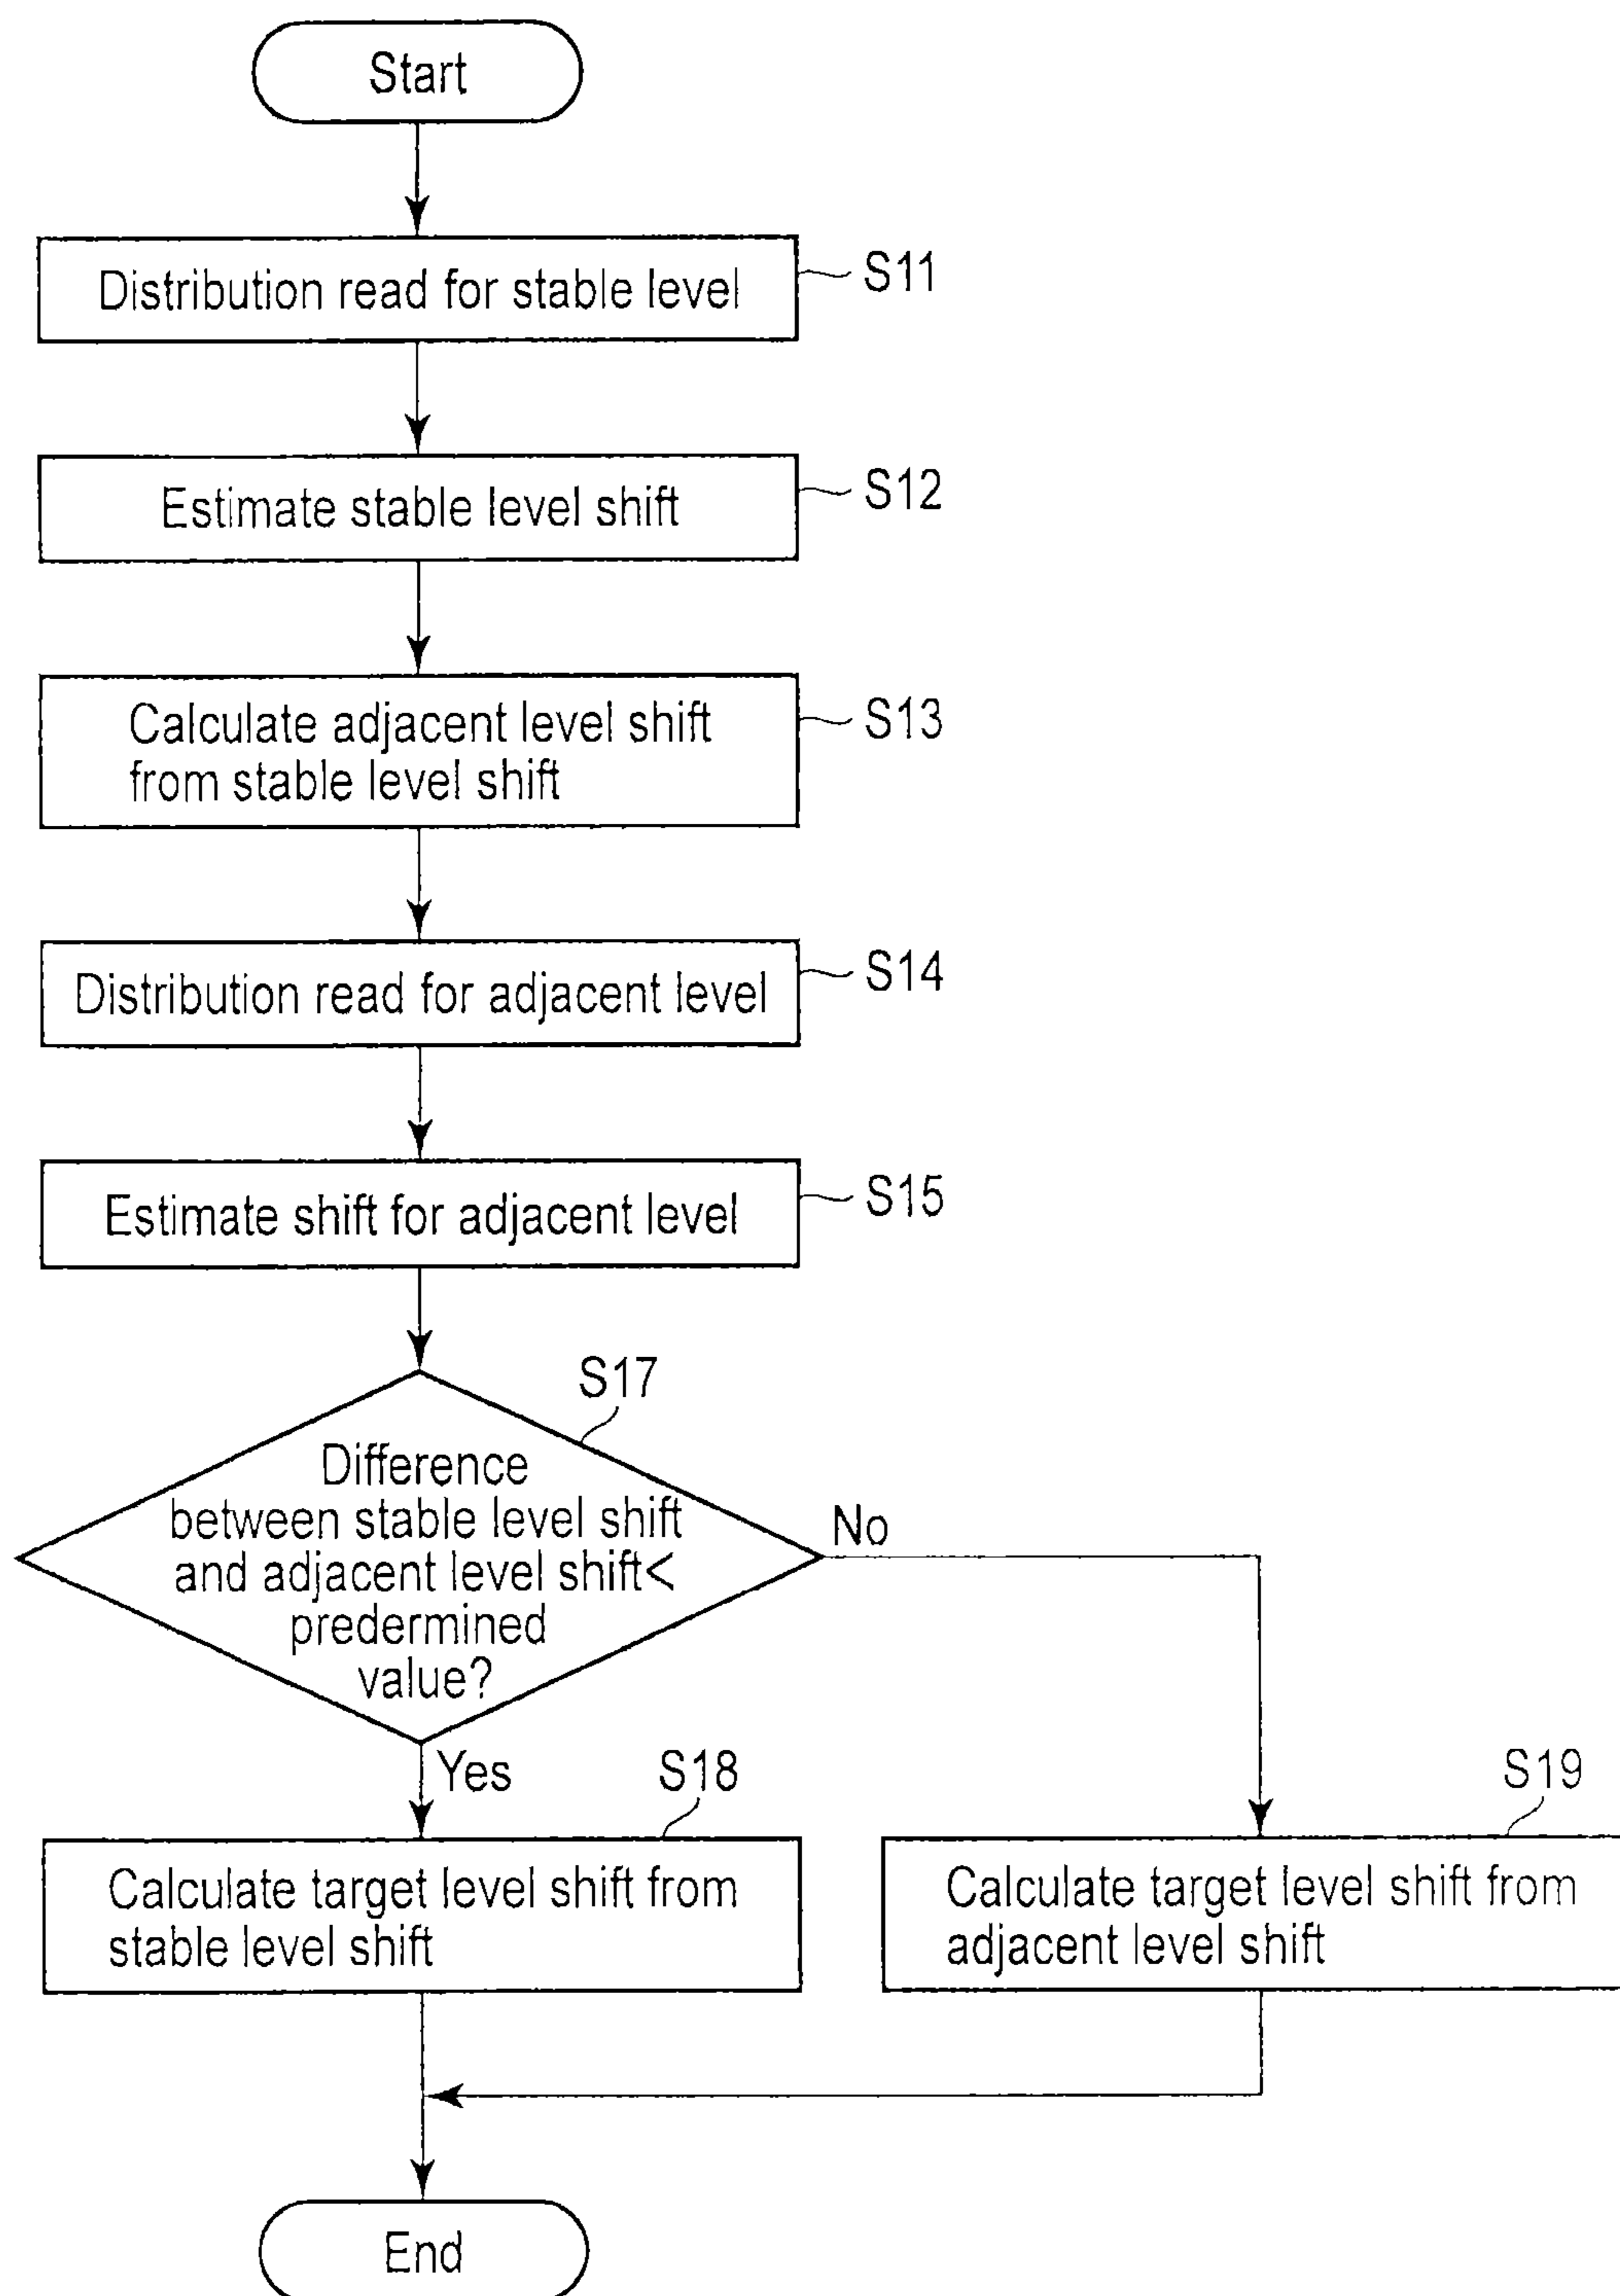 Start
Distribution read for stable level
S11
Estimate stable level shift
S12
Calculate adjacent level shift
from stable level shift
S13
Distribution read for adjacent level
S14
Estimate shift for adjacent level
S15
S17
Difference
between stable level shift
and adjacent level shift<
predermined
value?
No
Yes
S18
Calculate target level shift from
stable level shift
S19
Calculate target level shift from
adjacent level shift
End